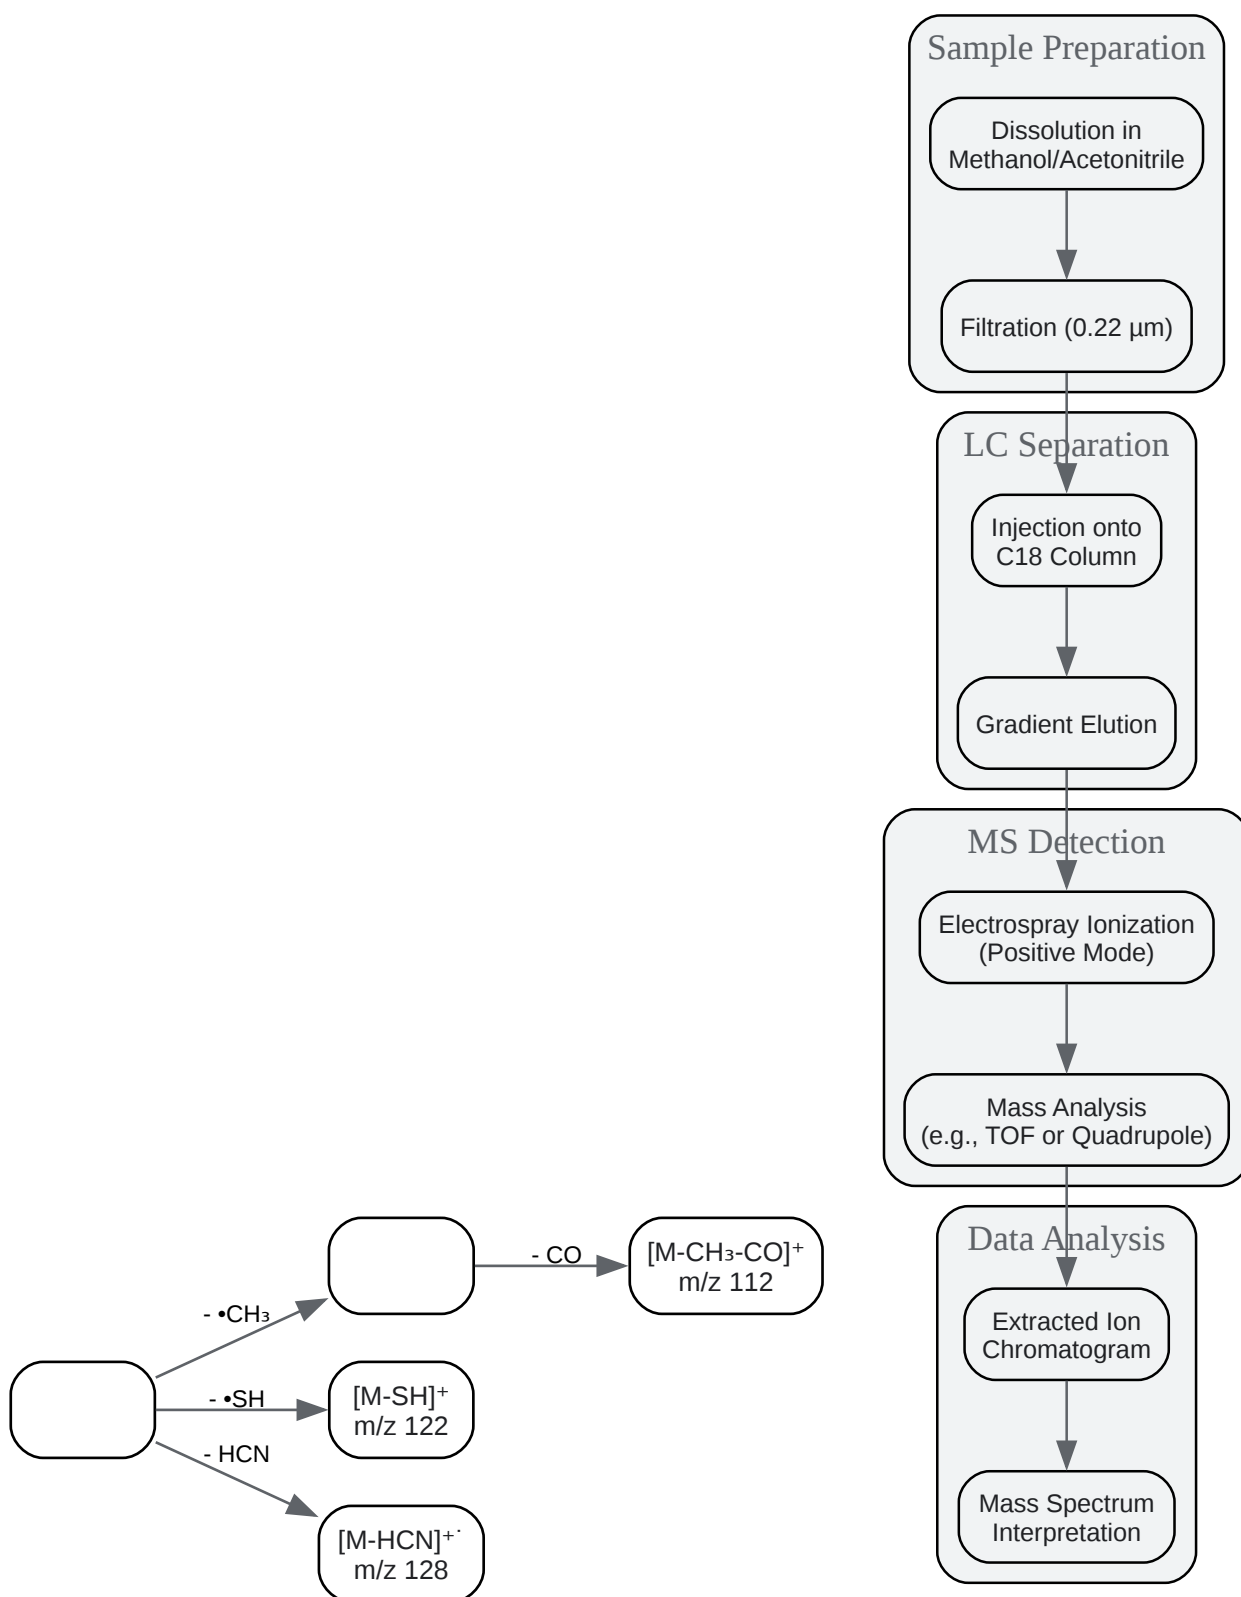 Sample Preparation
Dissolution in
Methanol/Acetonitrile
Filtration (0.22 µm)
LC Separation
Injection onto
C18 Column
Gradient Elution
MS Detection
Electrospray Ionization
(Positive Mode)
Mass Analysis
(e.g., TOF or Quadrupole)
Data Analysis
Extracted Ion
Chromatogram
Mass Spectrum
Interpretation
- •CH₃
- CO
[M-CH₃-CO]⁺
m/z 112
- •SH
[M-SH]⁺
m/z 122
- HCN
[M-HCN]⁺˙
m/z 128